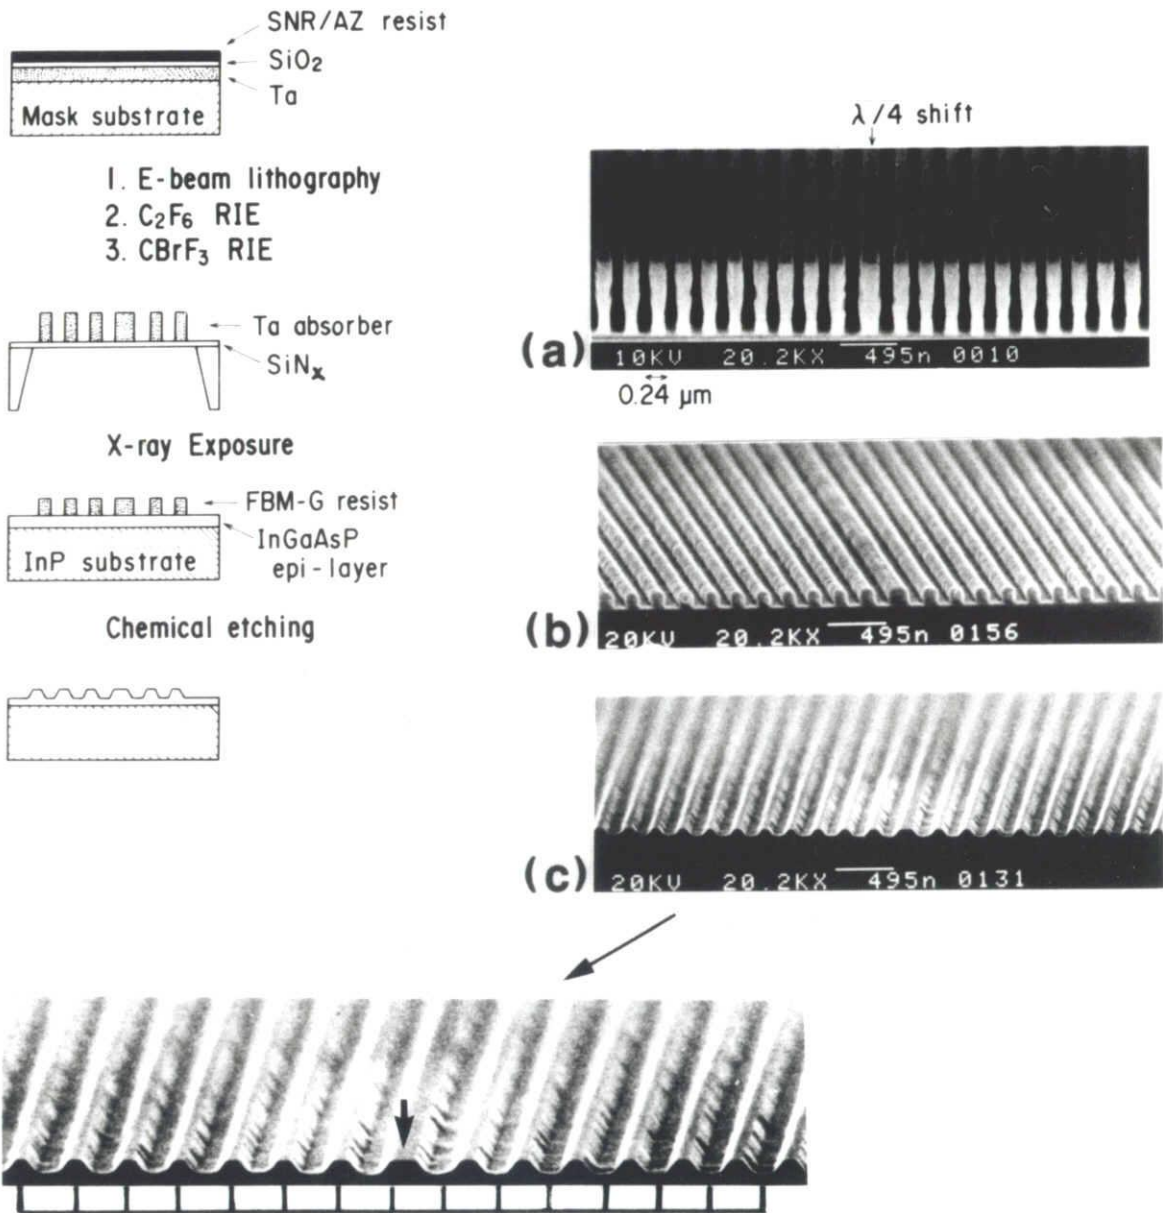 SNR/AZ resist
SiO₂
Ta
Mask substrate
1. E-beam lithography
2. C₂F₆ RIE
3. CBrF₃ RIE
Ta absorber
SiNx
X-ray Exposure
FBM-G resist
InGaAsP
epi-layer
InP substrate
Chemical etching
λ/4 shift
(a)
10KV 20.2KX 495n 0010
0.24 μm
(b)
20KV 20.2KX 495n 0156
(c)
20KV 20.2KX 495n 0131